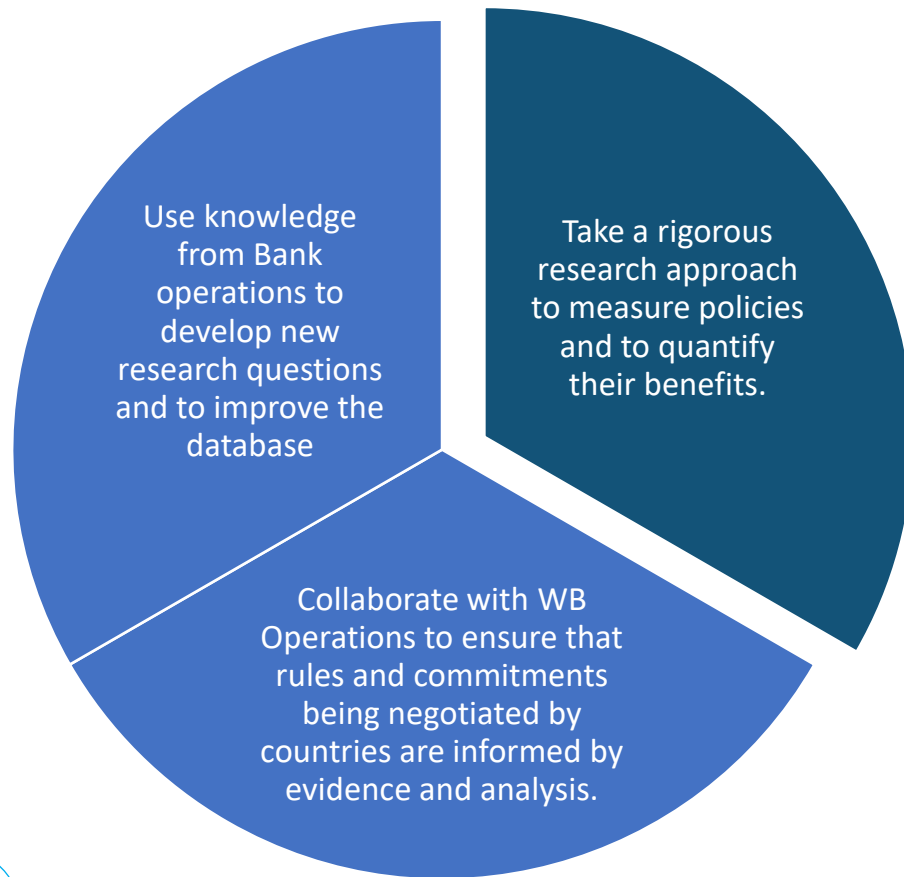 Use knowledge
from Bank
operations to
develop new
research questions
and to improve the
database
Take a rigorous
research approach
to measure policies
and to quantify
their benefits.
Collaborate with WB
Operations to ensure that
rules and commitments
being negotiated by
countries are informed by
evidence and analysis.